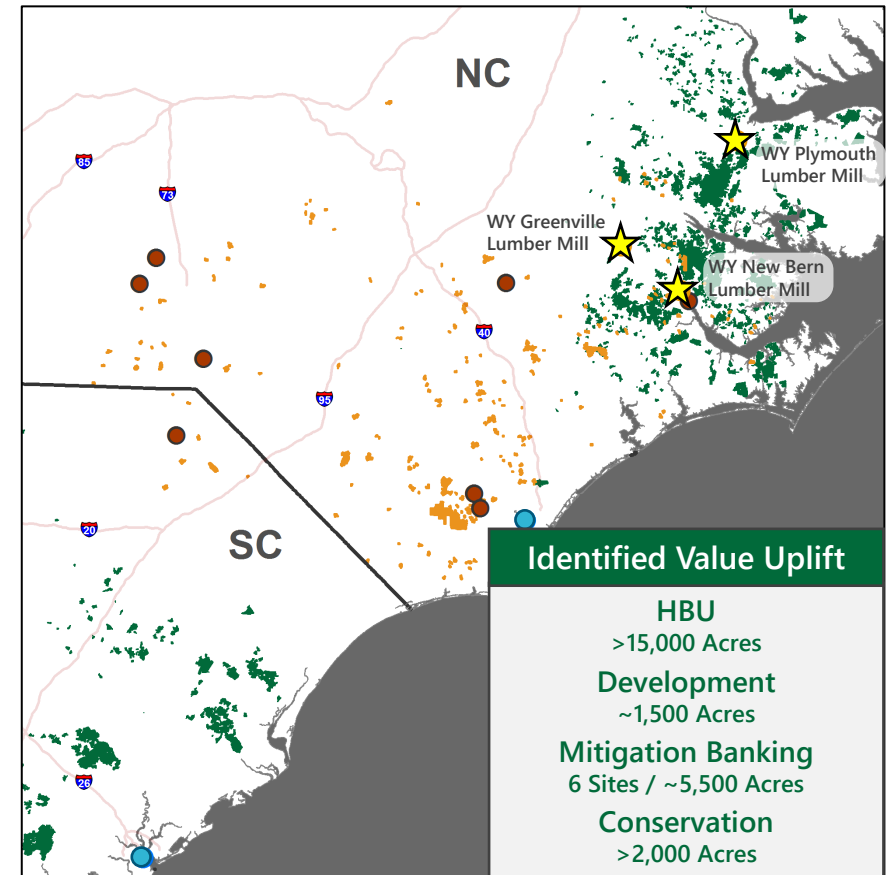 NC
WY Plymouth
Lumber Mill
85
73
WY Greenville
Lumber Mill
WY New Bern
Lumber Mill
40
95
20
SC
26
Identified Value Uplift
HBU
>15,000 Acres
Development
~1,500 Acres
Mitigation Banking
6 Sites / ~5,500 Acres
Conservation
>2,000 Acres